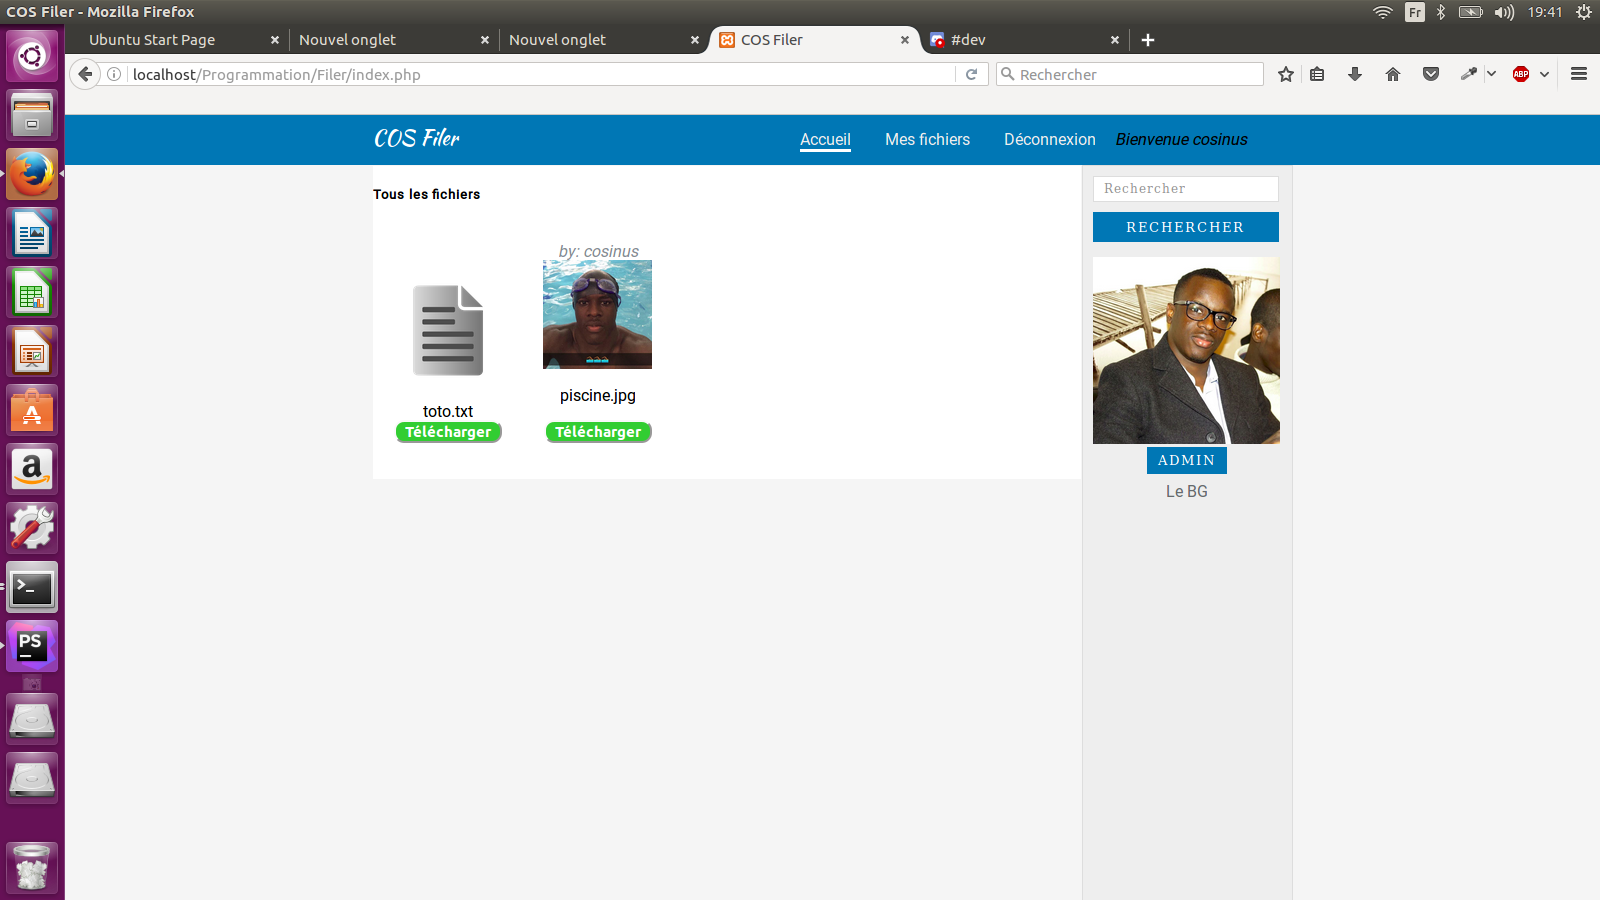 COS Filer - Mozilla Firefox
Fr
19:41
Ubuntu Start Page
Nouvel onglet
Nouvel onglet
COS Filer
#dev
localhost/Programmation/Filer/index.php
Rechercher
ABP
COS Filer
Accueil
Mes fichiers
Déconnexion
Bienvenue cosinus
Tous les fichiers
by: cosinus
toto.txt
Télécharger
piscine.jpg
Télécharger
Rechercher
RECHERCHER
ADMIN
Le BG
A
a
>_
PS